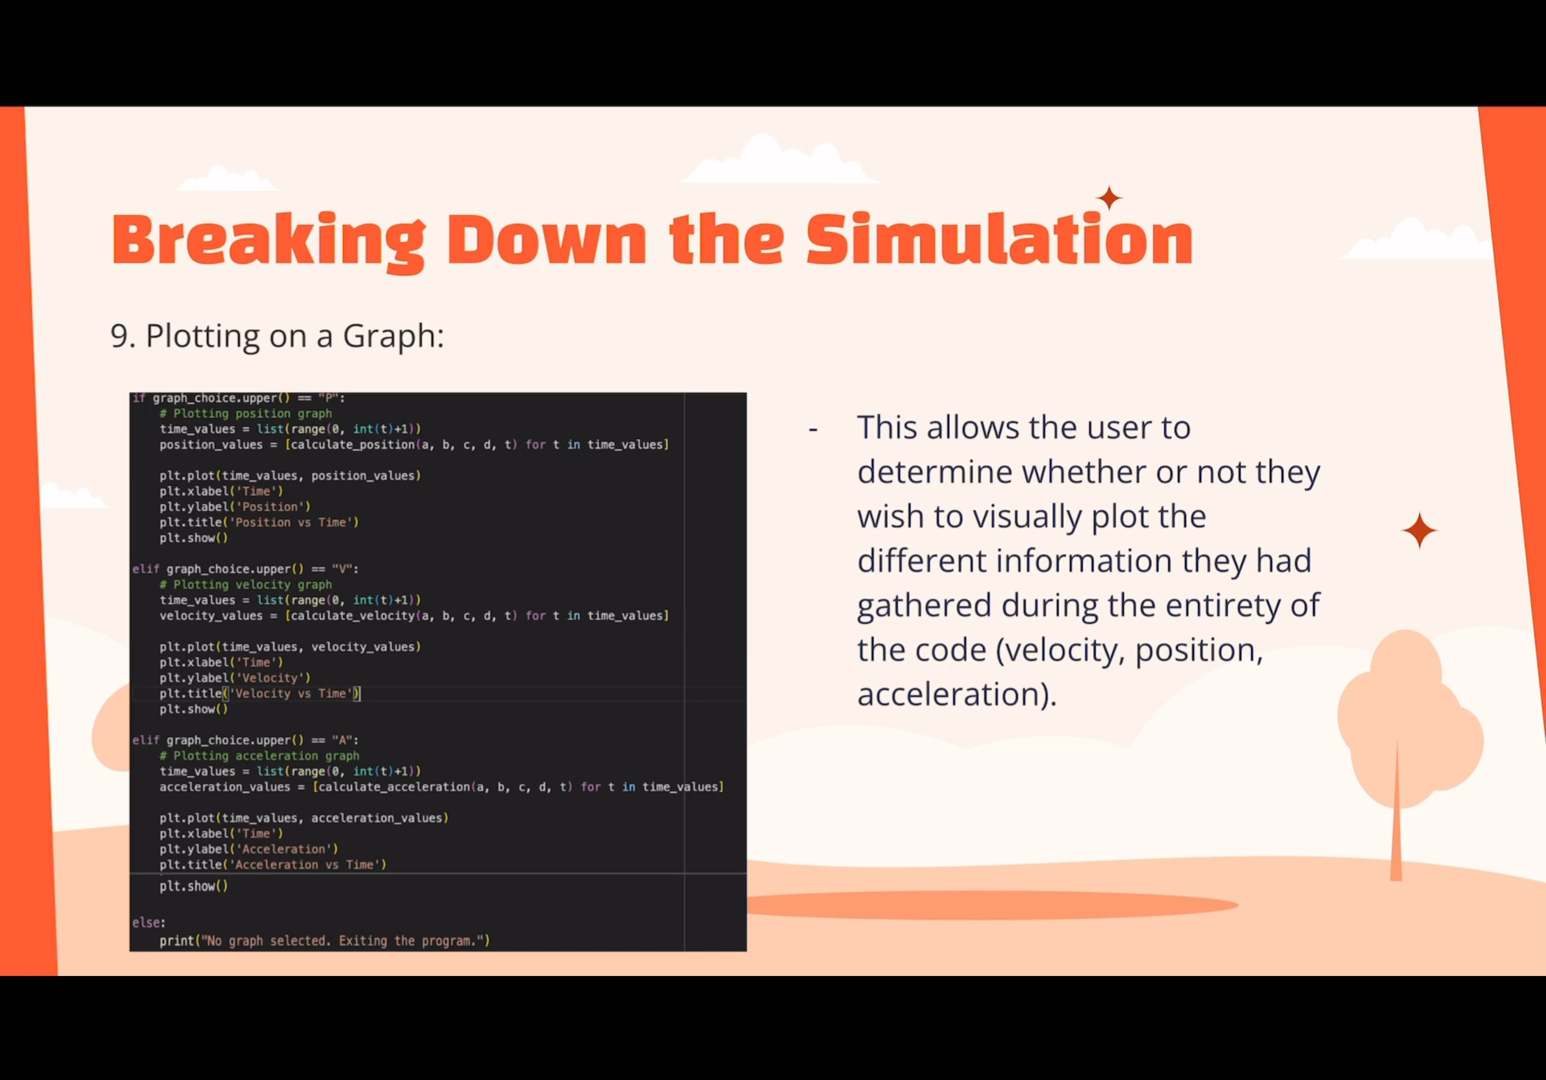 Breaking Down the Simulation
9. Plotting on a Graph:
if graph_choice.upper() == "P":
# Plotting position graph
time_values = list(range(0, int(t)+1))
position_values = [calculate_position(a, b, c, d, t) for t in time_values]
plt.plot(time_values, position_values)
plt.xlabel('Time')
plt.ylabel('Position')
plt.title('Position vs Time')
plt.show()
elif graph_choice.upper() == "V":
# Plotting velocity graph
time_values = list(range(0, int(t)+1))
velocity_values = [calculate_velocity(a, b, c, d, t) for t in time_values]
plt.plot(time_values, velocity_values)
plt.xlabel('Time')
plt.ylabel('Velocity')
plt.title('Velocity vs Time')
plt.show()
elif graph_choice.upper() == "A":
# Plotting acceleration graph
time_values = list(range(0, int(t)+1))
acceleration_values = [calculate_acceleration(a, b, c, d, t) for t in time_values]
plt.plot(time_values, acceleration_values)
plt.xlabel('Time')
plt.ylabel('Acceleration')
plt.title('Acceleration vs Time')
plt.show()
else:
print("No graph selected. Exiting the program.")
- This allows the user to
determine whether or not they
wish to visually plot the
different information they had
gathered during the entirety of
the code (velocity, position,
acceleration).